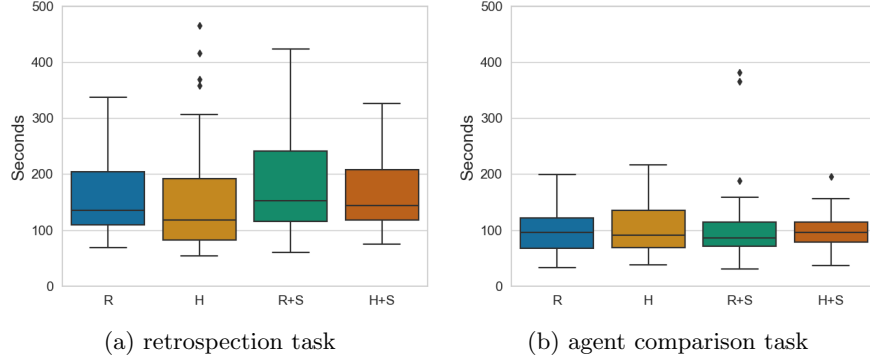 500
400
300
200
100
0
Seconds
R
H
R+S
H+S
(a) retrospection task
500
400
300
200
100
0
Seconds
R
H
R+S
H+S
(b) agent comparison task